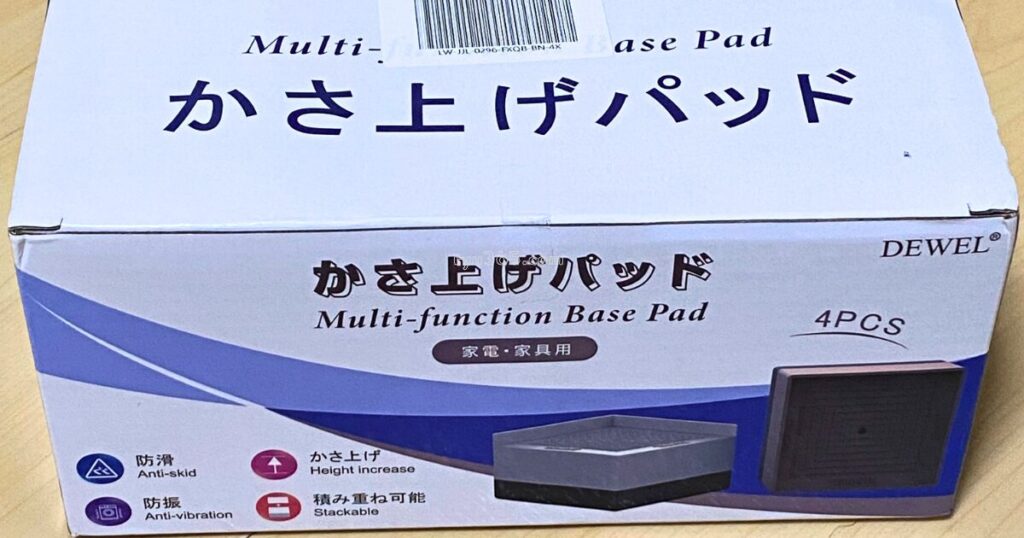 LW-JJL-0296-FXQB-BN-4X
Multi-fu Base Pad
かさ上げパッド
DEWEL®
かさ上げパッド
Multi-function Base Pad
4PCS
家電・家具用
防滑
Anti-skid
かさ上げ
Height increase
防振
Anti-vibration
積み重ね可能
Stackable